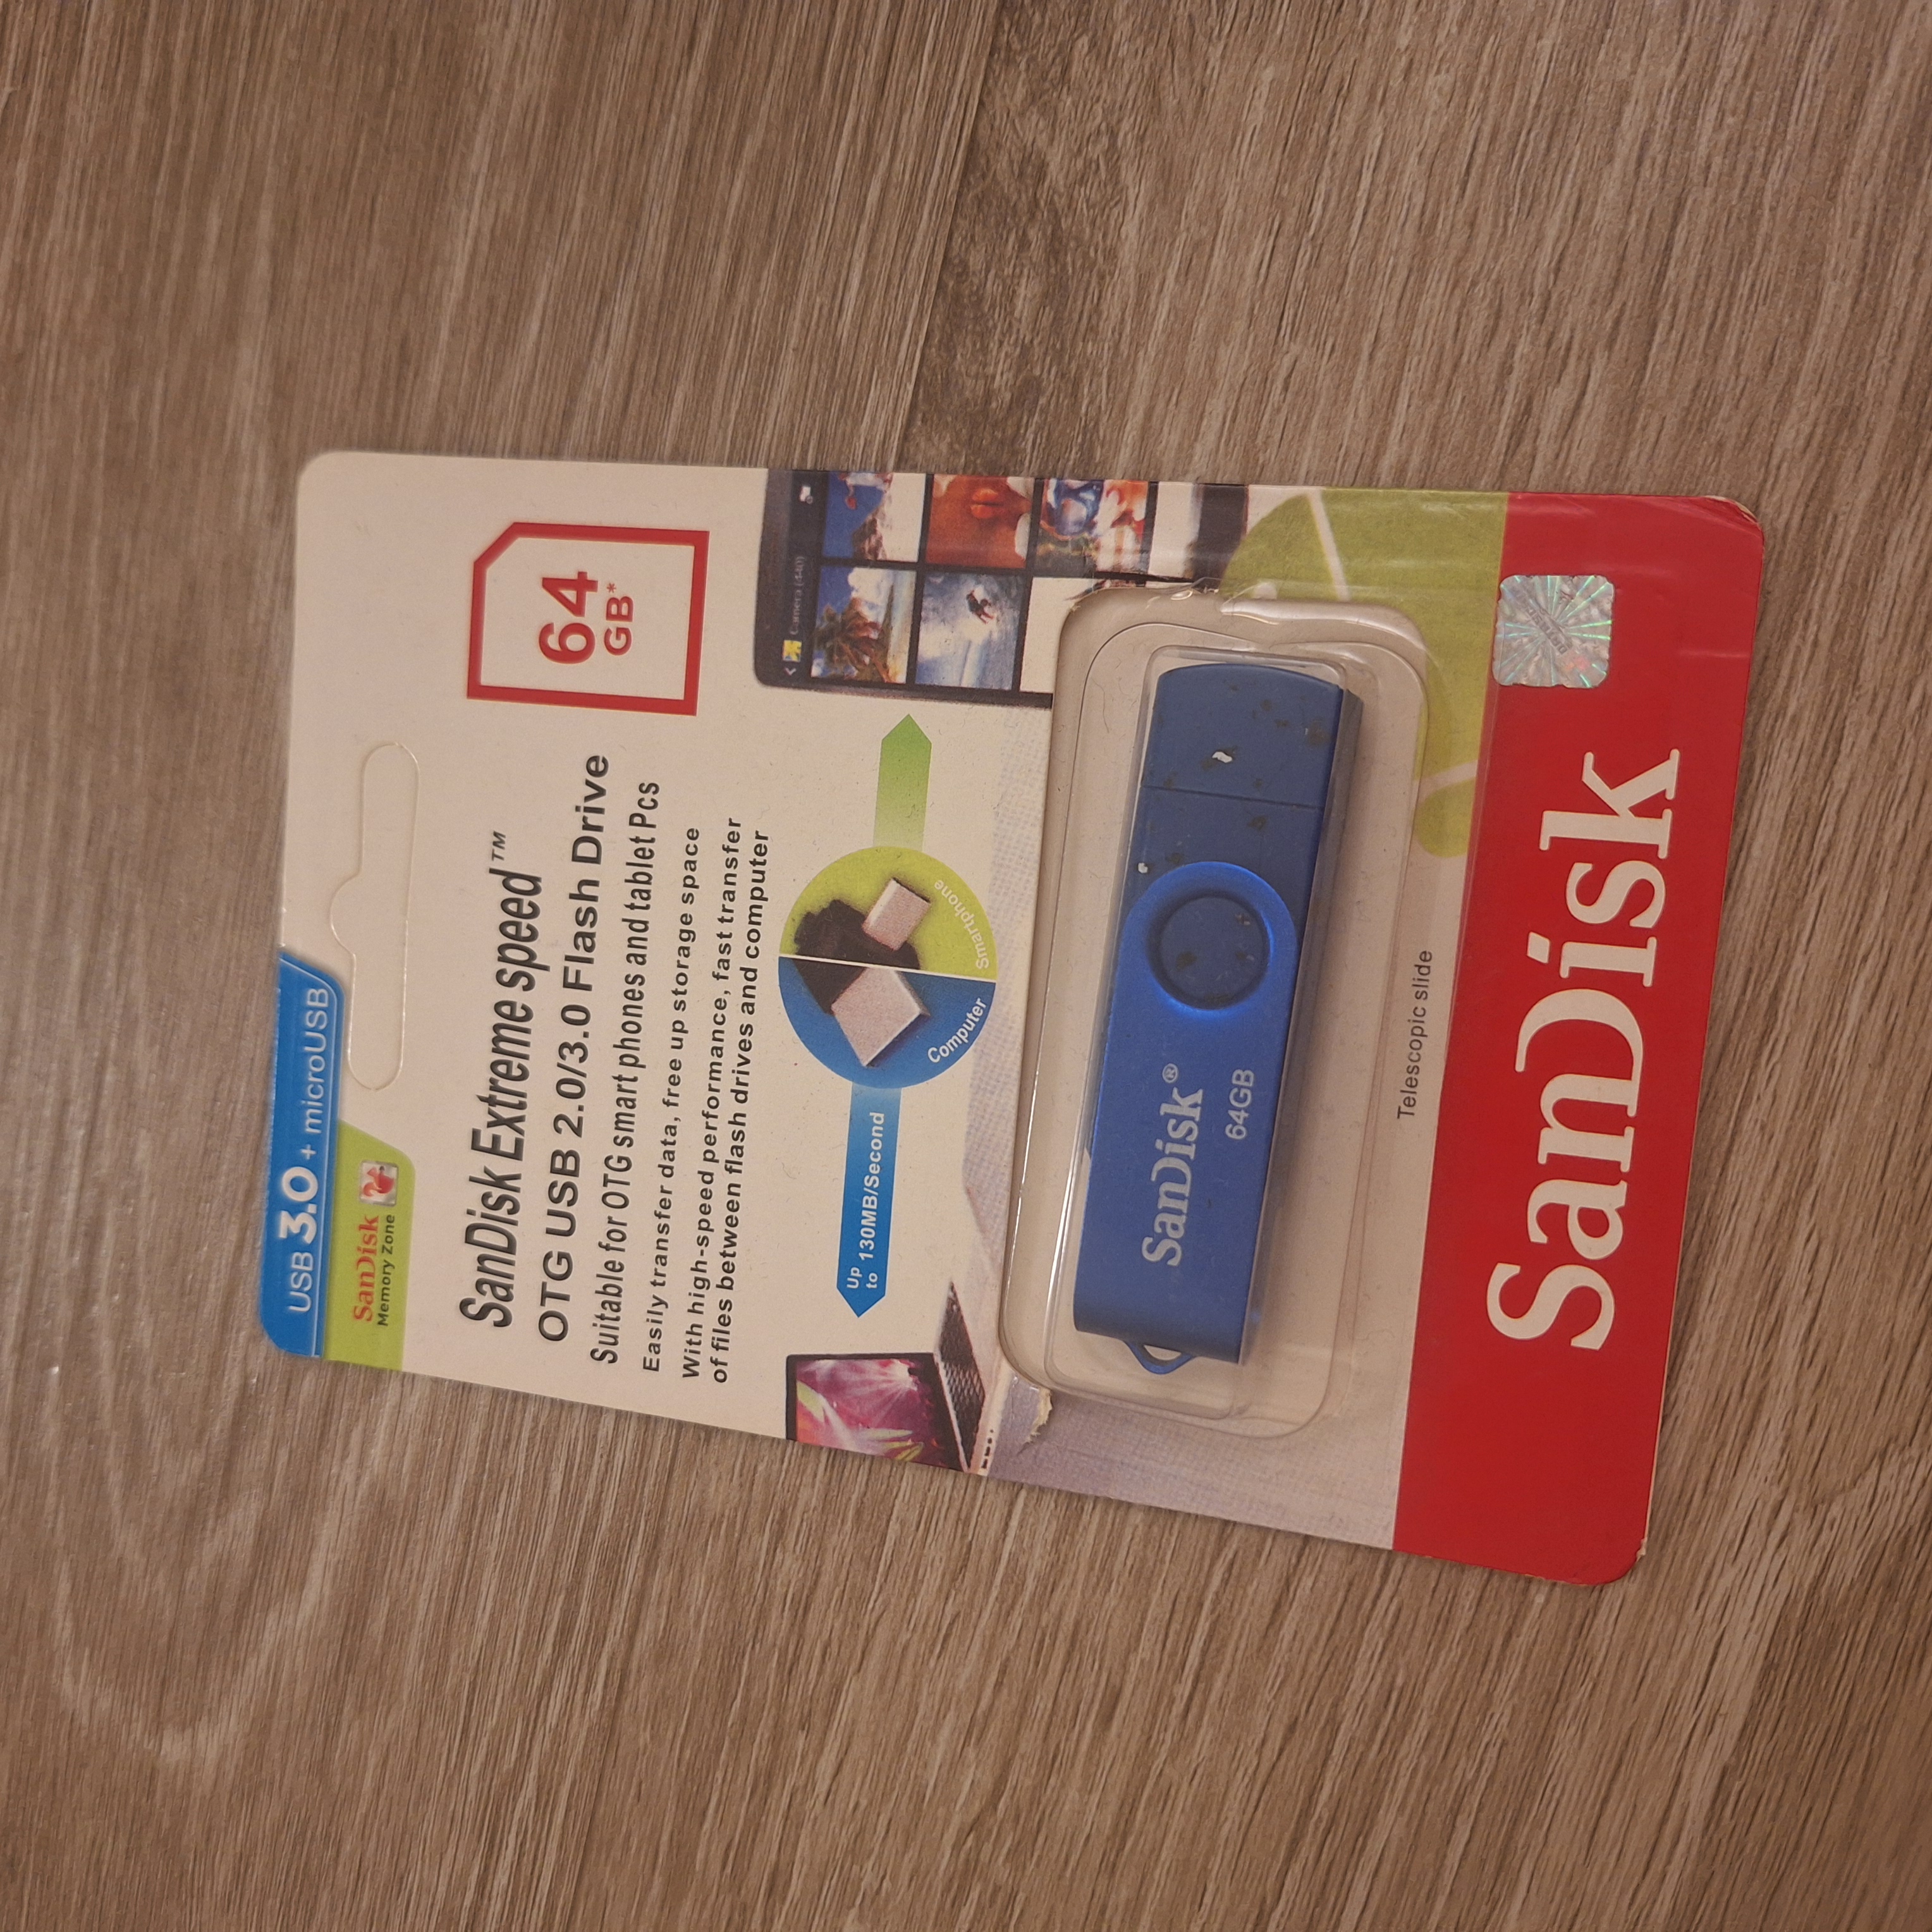 USB 3.0 + microUSB
SanDisk
Memory Zone
SanDisk Extreme speed™
OTG USB 2.0/3.0 Flash Drive
Suitable for OTG smart phones and tablet Pcs
Easily transfer data, free up storage space
With high-speed performance, fast transfer
of files between flash drives and computer
64
GB*
Up to 130MB/Second
Computer
Smartphone
Camera (440)
SanDisk®
64GB
Telescopic slide
SanDisk